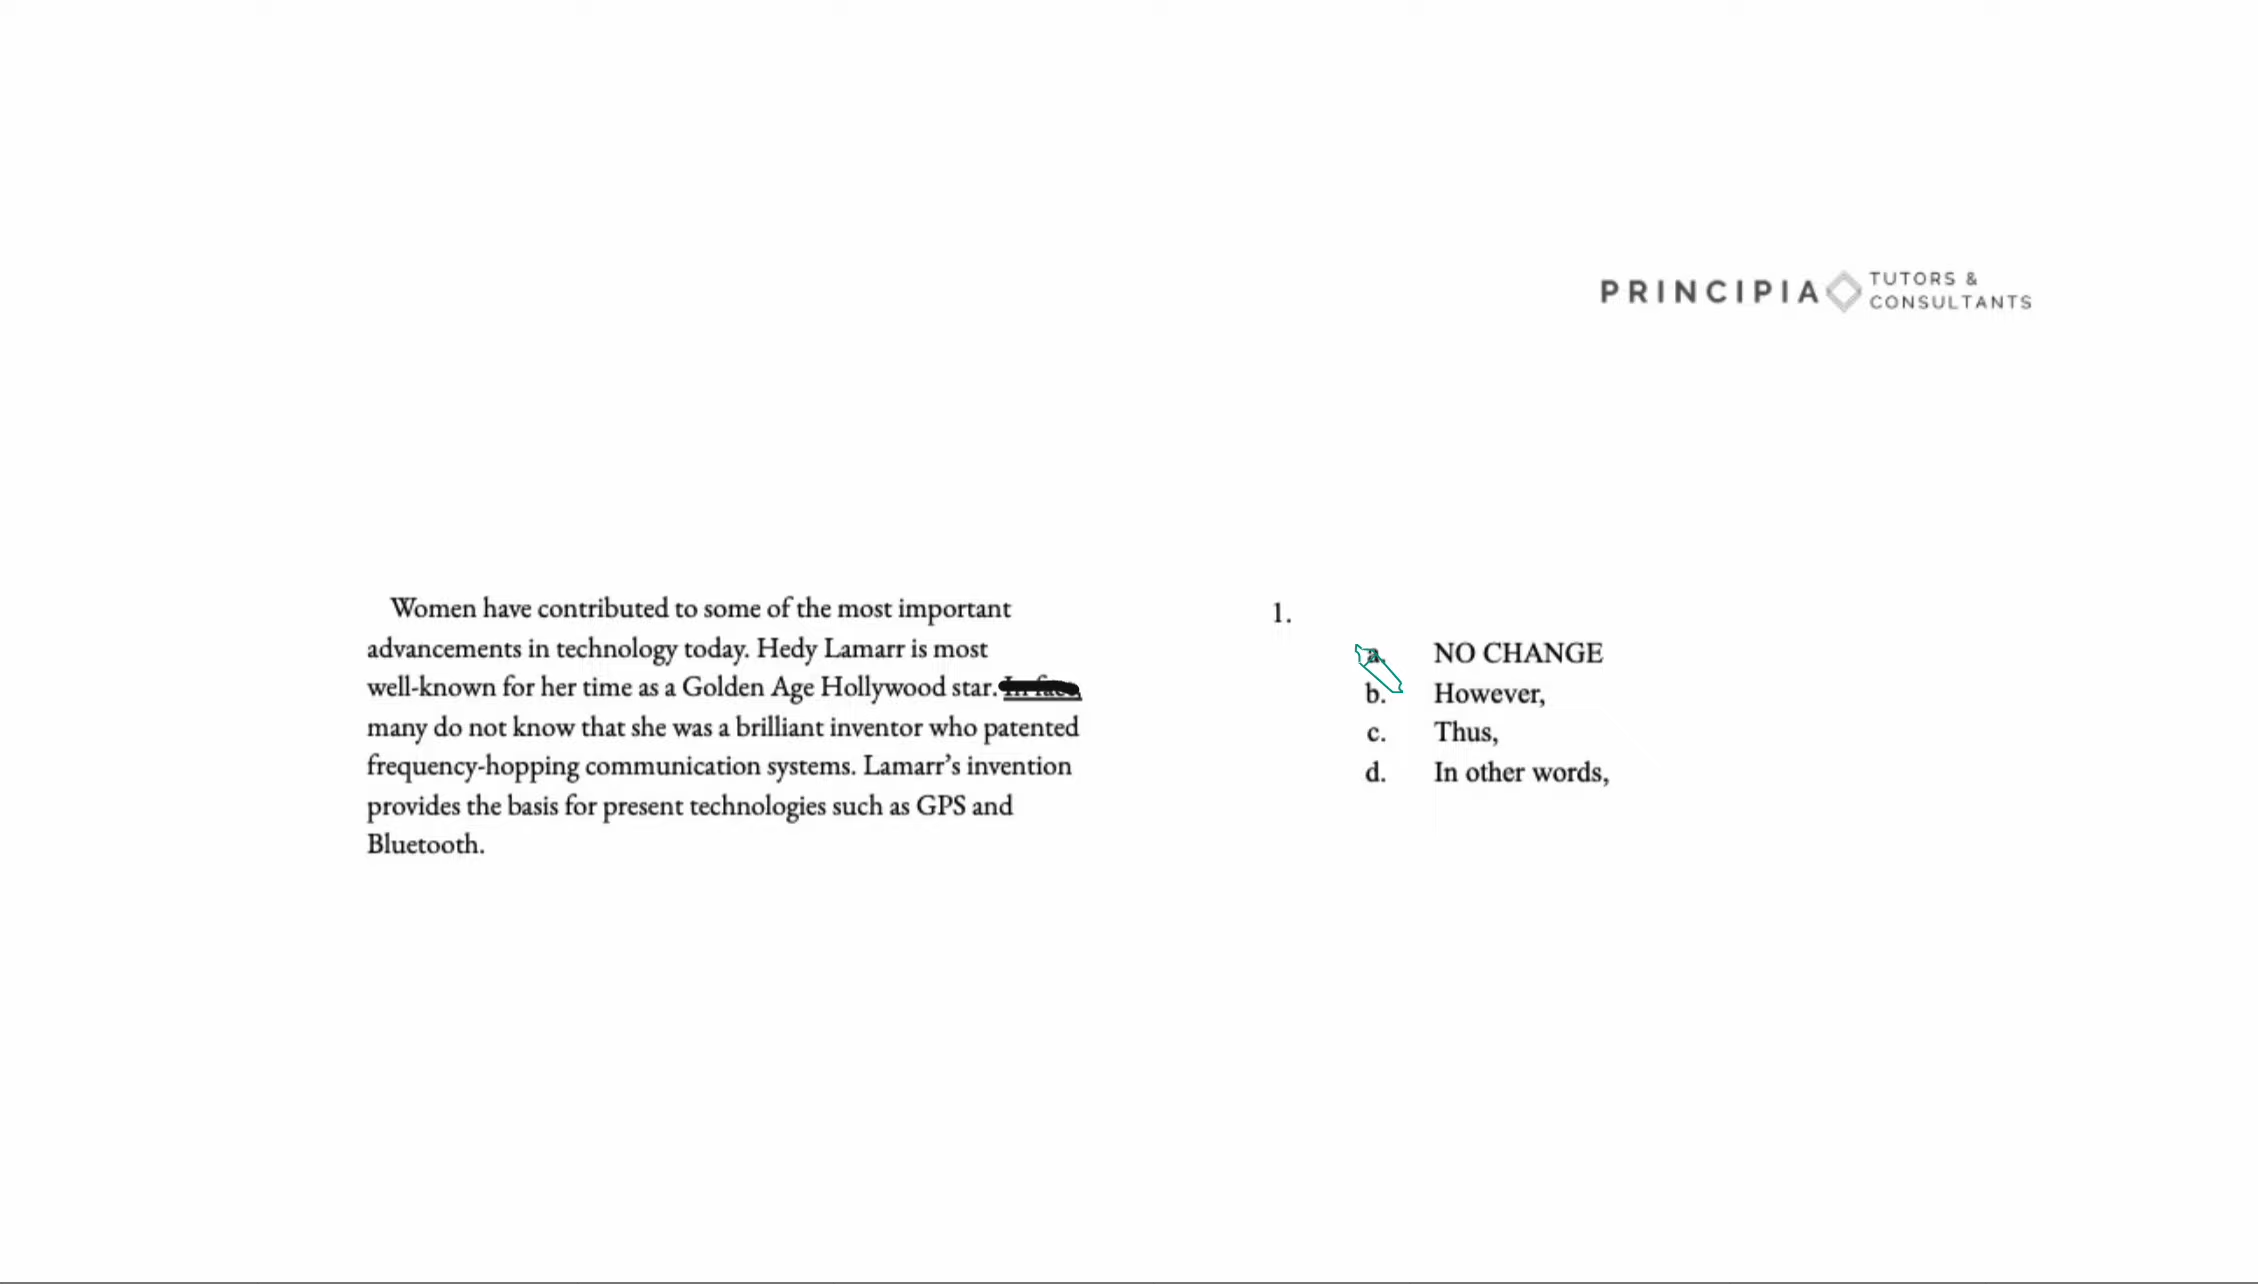 PRINCIPIA
TUTORS &
CONSULTANTS
Women have contributed to some of the most important
advancements in technology today. Hedy Lamarr is most
well-known for her time as a Golden Age Hollywood star. In fact,
many do not know that she was a brilliant inventor who patented
frequency-hopping communication systems. Lamarr’s invention
provides the basis for present technologies such as GPS and
Bluetooth.
1.
a. NO CHANGE
b. However,
c. Thus,
d. In other words,